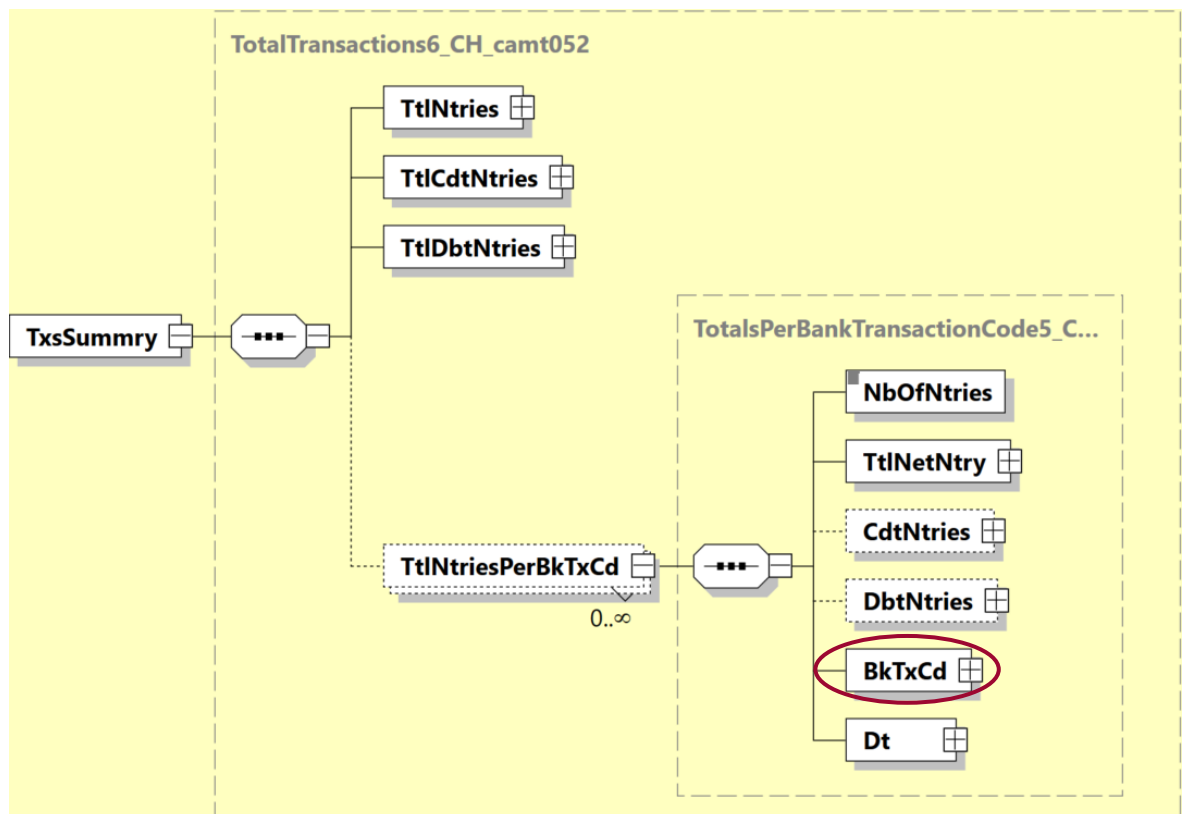 TotalTransactions6_CH_camt052
TtlNtries
TtlCdtNtries
TtlDbtNtries
TxsSummry
TotalsPerBankTransactionCode5_C...
NbOfNtries
TtlNetNtry
CdtNtries
TtlNtriesPerBkTxCd
0..∞
DbtNtries
BkTxCd
Dt